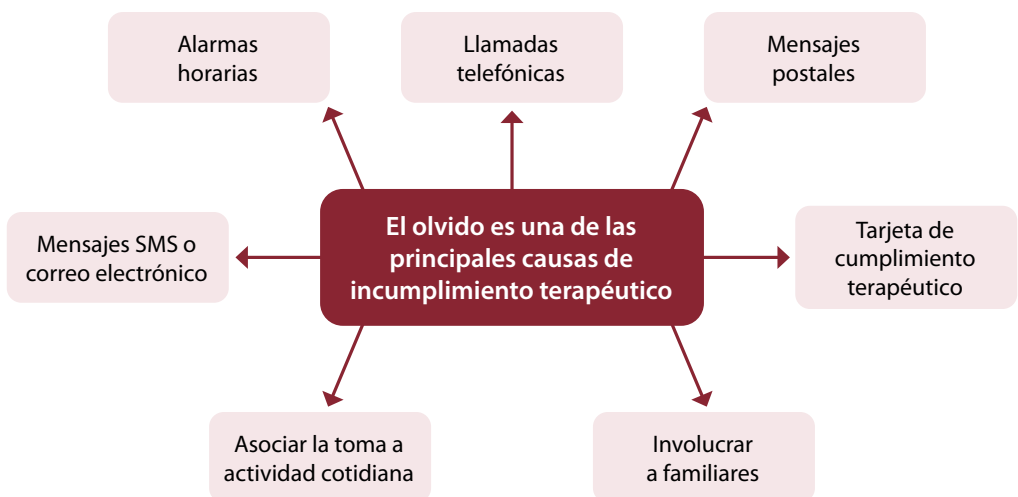 Alarmas
horarias
Llamadas
telefónicas
Mensajes
postales
El olvido es una de las
principales causas de
incumplimiento terapéutico
Mensajes SMS o
correo electrónico
Tarjeta de
cumplimiento
terapéutico
Asociar la toma a
actividad cotidiana
Involucrar
a familiares